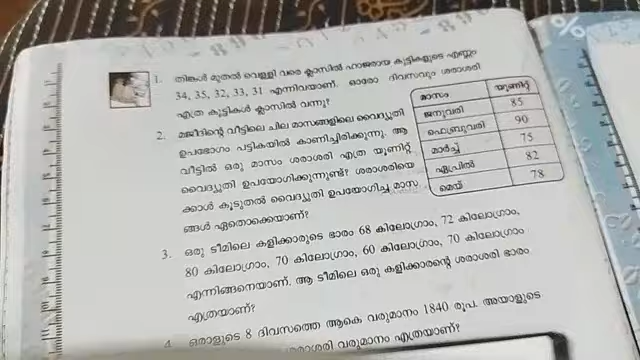 1. തിങ്കൾ മുതൽ വെള്ളി വരെ ക്ലാസിൽ ഹാജരായ കുട്ടികളുടെ എണ്ണം
34, 35, 32, 33, 31 എന്നിവയാണ്. ഓരോ ദിവസവും ശരാശരി
എത്ര കുട്ടികൾ ക്ലാസിൽ വന്നു?
2. മജീദിന്റെ വീട്ടിലെ ചില മാസങ്ങളിലെ വൈദ്യുതി
ഉപഭോഗം പട്ടികയിൽ കാണിച്ചിരിക്കുന്നു. ആ
വീട്ടിൽ ഒരു മാസം ശരാശരി എത്ര യൂണിറ്റ്
വൈദ്യുതി ഉപയോഗിക്കുന്നുണ്ട്? ശരാശരിയെ
ക്കാൾ കൂടുതൽ വൈദ്യുതി ഉപയോഗിച്ച മാസ
ങ്ങൾ ഏതൊക്കെയാണ്?
മാസം യൂണിറ്റ്
ജനുവരി 85
ഫെബ്രുവരി 90
മാർച്ച് 75
ഏപ്രിൽ 82
മെയ് 78
3. ഒരു ടീമിലെ കളിക്കാരുടെ ഭാരം 68 കിലോഗ്രാം, 72 കിലോഗ്രാം,
80 കിലോഗ്രാം, 70 കിലോഗ്രാം, 60 കിലോഗ്രാം, 70 കിലോഗ്രാം
എന്നിങ്ങനെയാണ്. ആ ടീമിലെ ഒരു കളിക്കാരന്റെ ശരാശരി ഭാരം
എത്രയാണ്?
4. ഒരാളുടെ 8 ദിവസത്തെ ആകെ വരുമാനം 1840 രൂപ. അയാളുടെ
ശരാശരി വരുമാനം എത്രയാണ്?
%